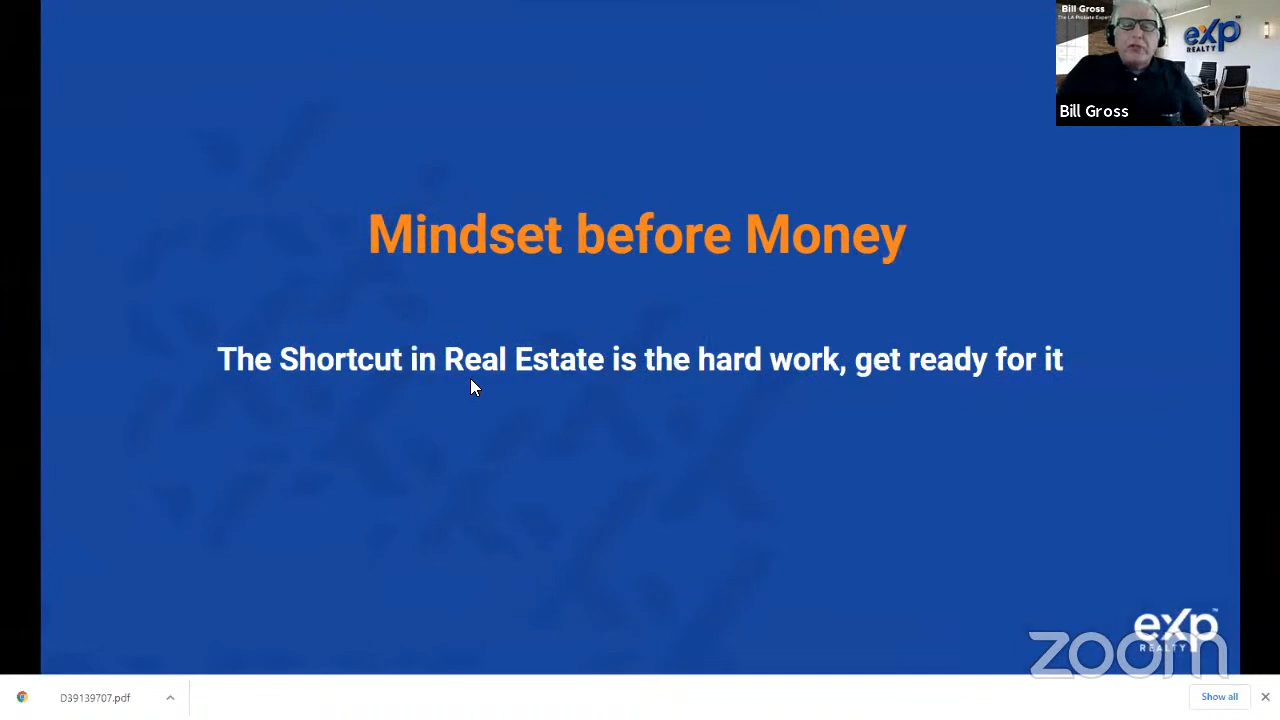 Bill Gross
The LA Probate Expert
eXp
REALTY
Bill Gross
Mindset before Money
The Shortcut in Real Estate is the hard work, get ready for it
eXp
REALTY
zoom
D39139707.pdf
Show all